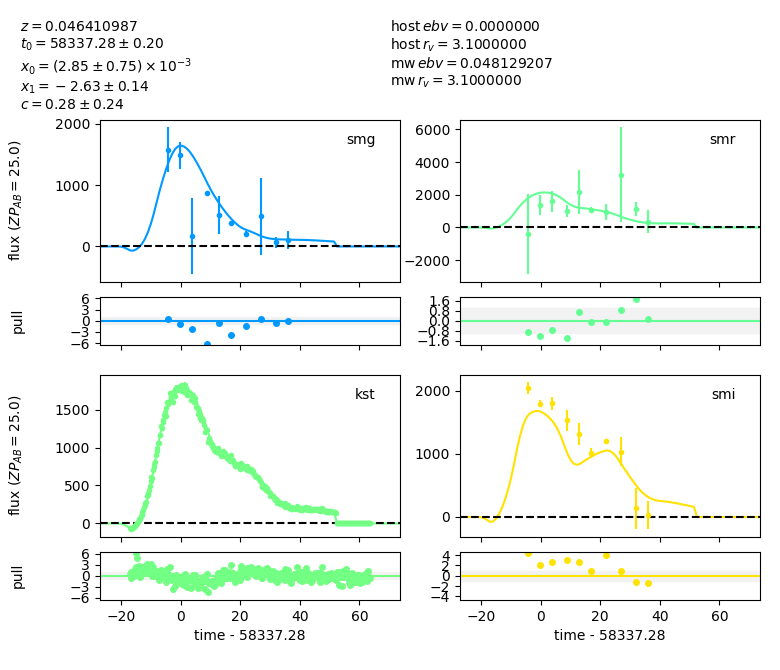 z = 0.046410987
t₀ = 58337.28 ± 0.20
x₀ = (2.85 ± 0.75) × 10⁻³
x₁ = −2.63 ± 0.14
c = 0.28 ± 0.24
host ebv = 0.0000000
host r_v = 3.1000000
mw ebv = 0.048129207
mw r_v = 3.1000000
flux (ZP_AB = 25.0)
2000
1000
0
smg
6000
4000
2000
0
−2000
smr
pull
6
3
0
−3
−6
1.6
0.8
0.0
−0.8
−1.6
flux (ZP_AB = 25.0)
1500
1000
500
0
kst
2000
1000
0
smi
pull
6
3
0
−3
−6
4
2
0
−2
−4
−20 0 20 40 60
−20 0 20 40 60
time - 58337.28
time - 58337.28